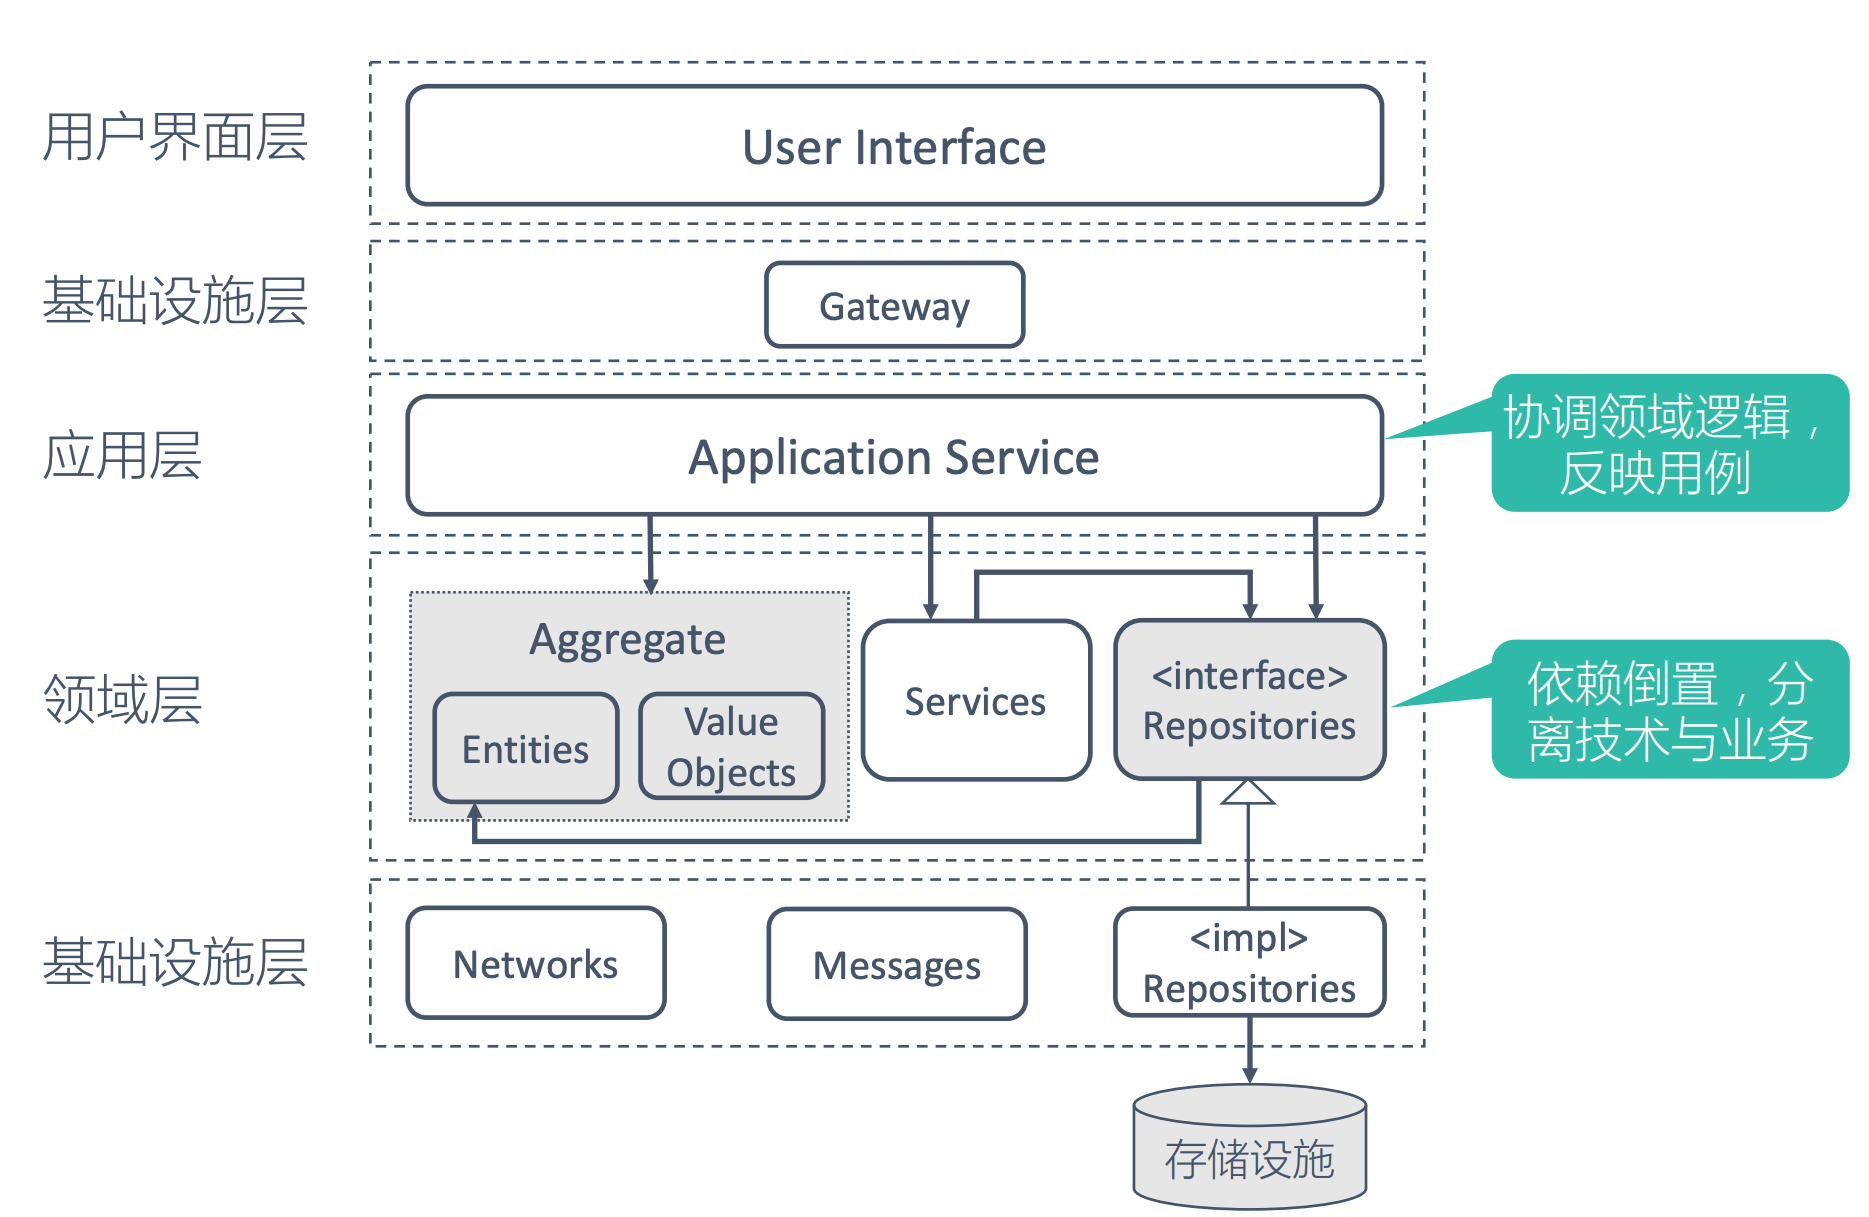 用户界面层
User Interface
基础设施层
Gateway
应用层
Application Service
协调领域逻辑，
反映用例
领域层
Aggregate
Entities
Value
Objects
Services
<interface>
Repositories
依赖倒置，分
离技术与业务
基础设施层
Networks
Messages
<impl>
Repositories
存储设施